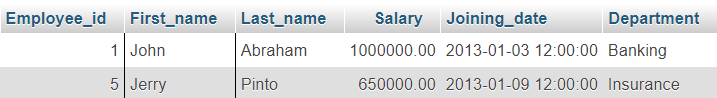 Employee_id First_name Last_name Salary Joining_date Department
1 John Abraham 1000000.00 2013-01-03 12:00:00 Banking
5 Jerry Pinto 650000.00 2013-01-09 12:00:00 Insurance